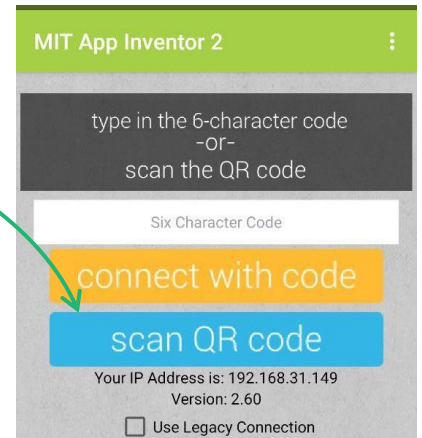 MIT App Inventor 2
type in the 6-character code
-or-
scan the QR code
Six Character Code
connect with code
scan QR code
Your IP Address is: 192.168.31.149
Version: 2.60
Use Legacy Connection